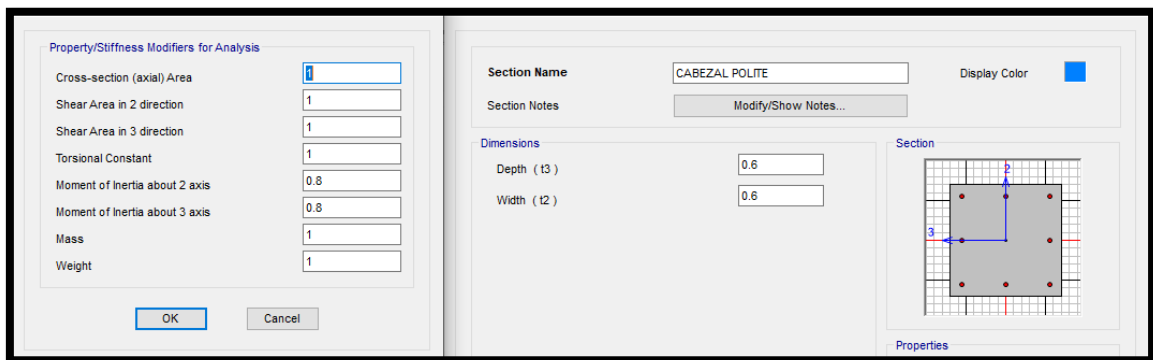 Property/Stiffness Modifiers for Analysis
Cross-section (axial) Area 1
Shear Area in 2 direction 1
Shear Area in 3 direction 1
Torsional Constant 1
Moment of Inertia about 2 axis 0.8
Moment of Inertia about 3 axis 0.8
Mass 1
Weight 1
OK Cancel
Section Name CABEZAL POLITE Display Color
Section Notes Modify/Show Notes...
Dimensions
Depth ( t3 ) 0.6
Width ( t2 ) 0.6
Section
2
3
Properties